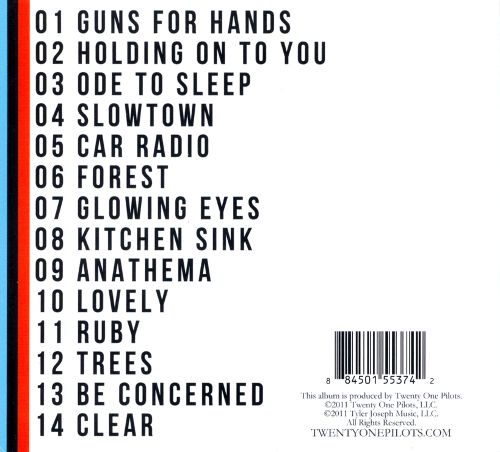 01 GUNS FOR HANDS
02 HOLDING ON TO YOU
03 ODE TO SLEEP
04 SLOWTOWN
05 CAR RADIO
06 FOREST
07 GLOWING EYES
08 KITCHEN SINK
09 ANATHEMA
10 LOVELY
11 RUBY
12 TREES
13 BE CONCERNED
14 CLEAR
8 84501 55374 2
This album is produced by Twenty One Pilots.
©2011 Twenty One Pilots, LLC.
©2011 Tyler Joseph Music, LLC.
All Rights Reserved.
TWENTYONEPILOTS.COM